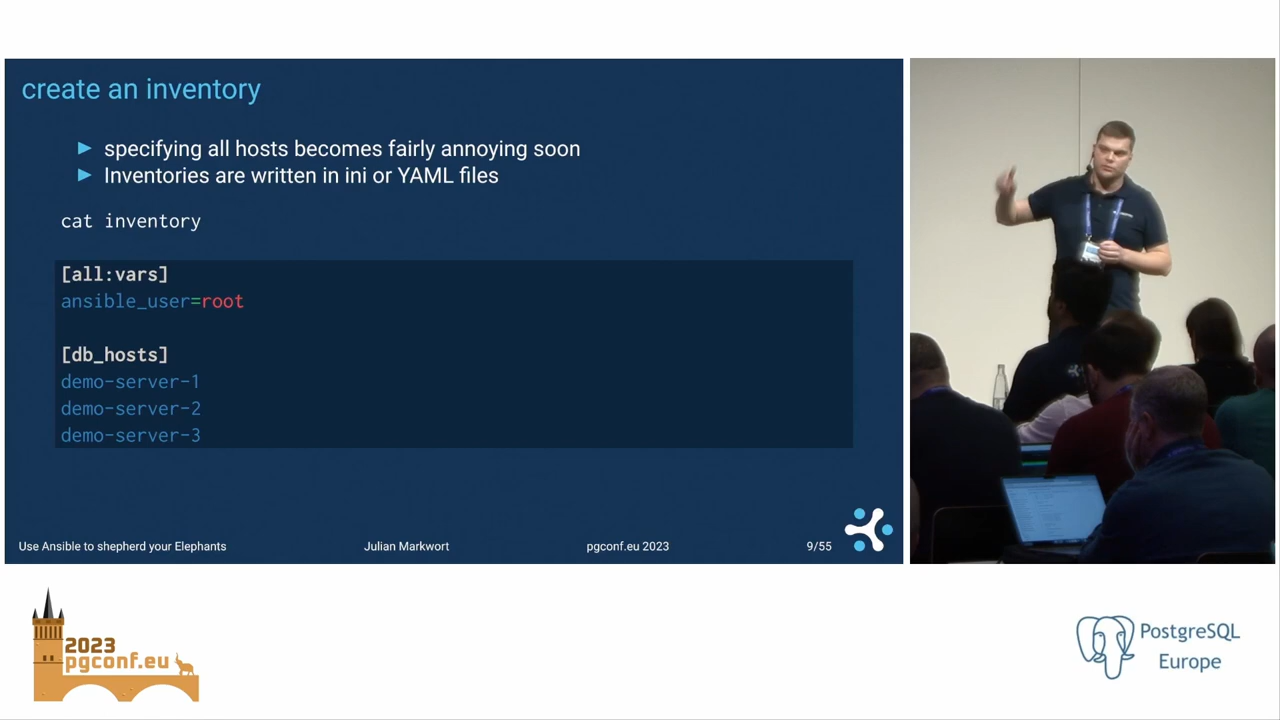 create an inventory
specifying all hosts becomes fairly annoying soon
Inventories are written in ini or YAML files
cat inventory
[all:vars]
ansible_user=root
[db_hosts]
demo-server-1
demo-server-2
demo-server-3
Use Ansible to shepherd your Elephants
Julian Markwort
pgconf.eu 2023
9/55
2023
pgconf.eu
PostgreSQL
Europe